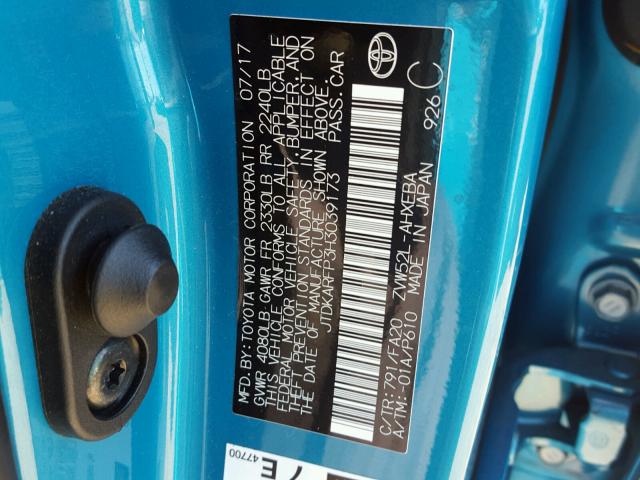 MFD. BY: TOYOTA MOTOR CORPORATION 07/17
GVWR 4080LB GAWR FR 2330LB RR 2240LB
THIS VEHICLE CONFORMS TO ALL APPLICABLE
FEDERAL MOTOR VEHICLE SAFETY, BUMPER, AND
THEFT PREVENTION STANDARDS IN EFFECT ON
THE DATE OF MANUFACTURE SHOWN ABOVE.
JTDKARFP3H3039173 PASS. CAR
C/TR: 791/FA20 ZVW52L-AHXEBA
A/TM: -01A/P610 MADE IN JAPAN 926 C
47700